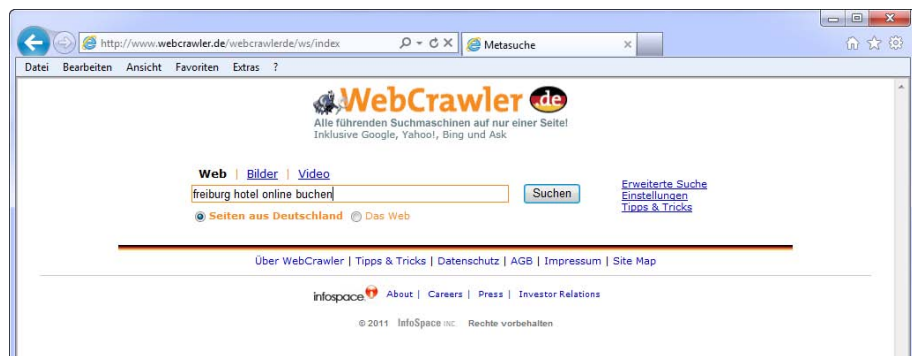 http://www.webcrawler.de/webcrawlerde/ws/index
Metasuche
Datei Bearbeiten Ansicht Favoriten Extras ?
WebCrawler de
Alle führenden Suchmaschinen auf nur einer Seite!
Inklusive Google, Yahoo!, Bing und Ask
Web | Bilder | Video
freiburg hotel online buchen
Suchen
Erweiterte Suche
Einstellungen
Tipps & Tricks
Seiten aus Deutschland Das Web
Über WebCrawler | Tipps & Tricks | Datenschutz | AGB | Impressum | Site Map
infospace About | Careers | Press | Investor Relations
© 2011 InfoSpace INC. Rechte vorbehalten